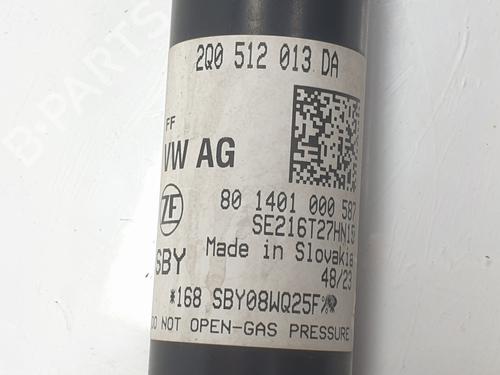 2Q0 512 013 DA
FF
VW AG
80 1401 000 587
ZF
SE216T27HN15
Made in Slovakia
SBY
48/23
*168 SBY08WQ25F%*
DO NOT OPEN-GAS PRESSURE